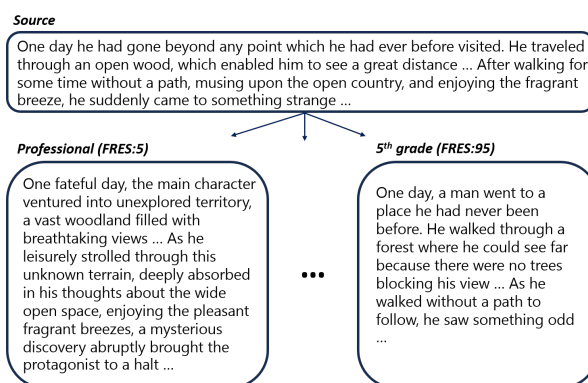 Source
One day he had gone beyond any point which he had ever before visited. He traveled
through an open wood, which enabled him to see a great distance ... After walking for
some time without a path, musing upon the open country, and enjoying the fragrant
breeze, he suddenly came to something strange ...
Professional (FRES:5)
One fateful day, the main character
ventured into unexplored territory,
a vast woodland filled with
breathtaking views ... As he
leisurely strolled through this
unknown terrain, deeply absorbed
in his thoughts about the wide
open space, enjoying the pleasant
fragrant breezes, a mysterious
discovery abruptly brought the
protagonist to a halt ...
...
5th grade (FRES:95)
One day, a man went to a
place he had never been
before. He walked through a
forest where he could see far
because there were no trees
blocking his view ... As he
walked without a path to
follow, he saw something odd
...